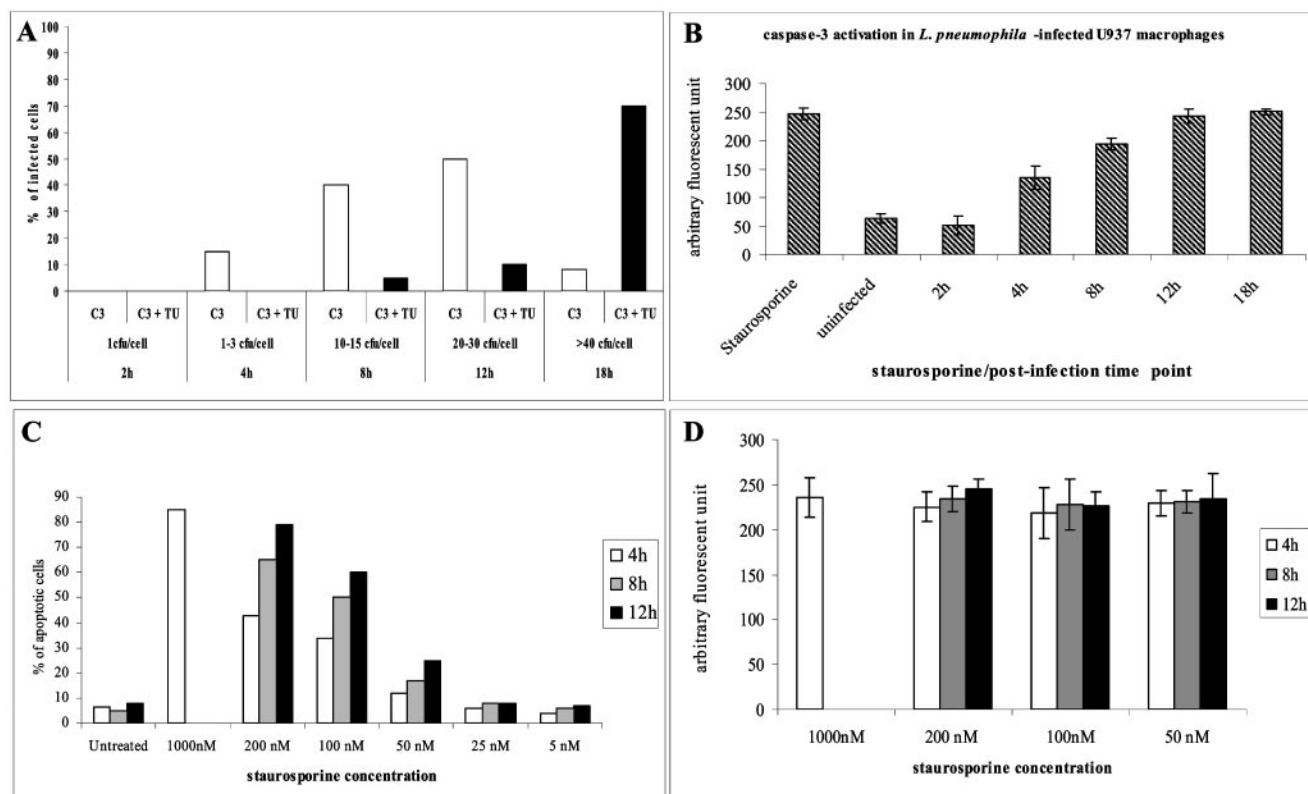 A
% of infected cells
100
90
80
70
60
50
40
30
20
10
0
C3 C3 + TU C3 C3 + TU C3 C3 + TU C3 C3 + TU C3 C3 + TU
1cfu/cell 1-3 cfu/cell 10-15 cfu/cell 20-30 cfu/cell >40 cfu/cell
2h 4h 8h 12h 18h
B
caspase-3 activation in L. pneumophila -infected U937 macrophages
arbitrary fluorescent unit
300
250
200
150
100
50
0
Staurosporine uninfected 2h 4h 8h 12h 18h
staurosporine/post-infection time point
C
% of apoptotic cells
90
80
70
60
50
40
30
20
10
0
Untreated 1000nM 200 nM 100 nM 50 nM 25 nM 5 nM
staurosporine concentration
4h
8h
12h
D
arbitrary fluorescent unit
300
250
200
150
100
50
0
1000nM 200 nM 100nM 50 nM
staurosporine concentration
4h
8h
12h